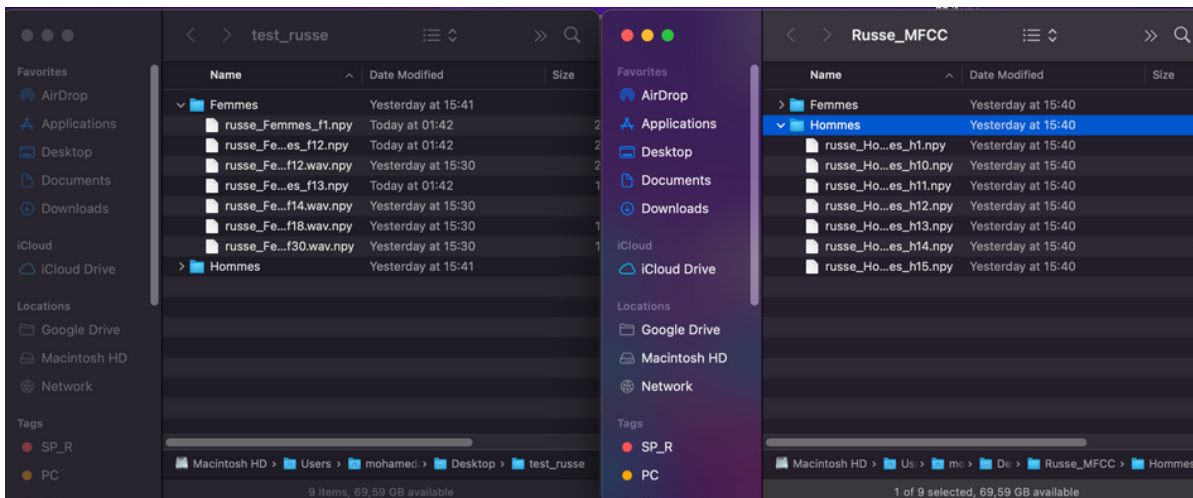 test_russe
Favorites
AirDrop
Applications
Desktop
Documents
Downloads
iCloud
iCloud Drive
Locations
Google Drive
Macintosh HD
Network
Tags
SP_R
PC
Name Date Modified Size
Femmes Yesterday at 15:41
russe_Femmes_f1.npy Today at 01:42 2
russe_Fe...es_f12.npy Today at 01:42 2
russe_Fe...f12.wav.npy Yesterday at 15:30 2
russe_Fe...es_f13.npy Today at 01:42 1
russe_Fe...f14.wav.npy Yesterday at 15:30
russe_Fe...f18.wav.npy Yesterday at 15:30 1
russe_Fe...f30.wav.npy Yesterday at 15:30 1
Hommes Yesterday at 15:41
Macintosh HD › Users › mohamed › Desktop › test_russe
9 items, 69,59 GB available
Russe_MFCC
Favorites
AirDrop
Applications
Desktop
Documents
Downloads
iCloud
iCloud Drive
Locations
Google Drive
Macintosh HD
Network
Tags
SP_R
PC
Name Date Modified Size
Femmes Yesterday at 15:40
Hommes Yesterday at 15:40
russe_Ho...es_h1.npy Yesterday at 15:40
russe_Ho...es_h10.npy Yesterday at 15:40
russe_Ho...es_h11.npy Yesterday at 15:40
russe_Ho...es_h12.npy Yesterday at 15:40
russe_Ho...es_h13.npy Yesterday at 15:40
russe_Ho...es_h14.npy Yesterday at 15:40
russe_Ho...es_h15.npy Yesterday at 15:40
Macintosh HD › Us › mo › De › Russe_MFCC › Hommes
1 of 9 selected, 69,59 GB available